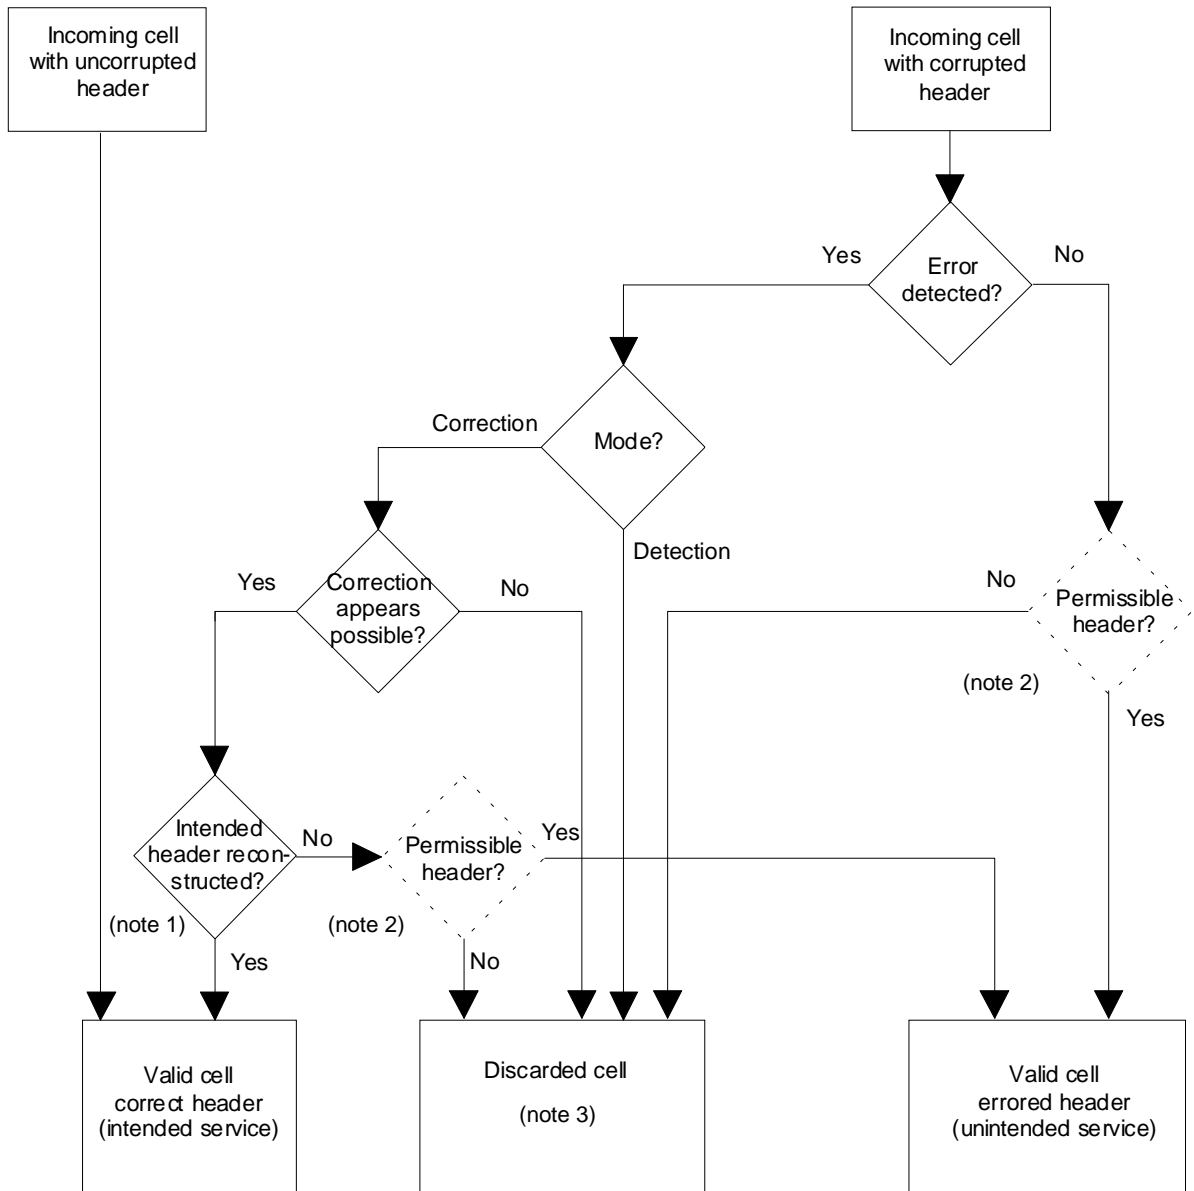 Incoming cell
with uncorrupted
header
Incoming cell
with corrupted
header
Yes
Error
detected?
No
Correction
Mode?
Detection
Yes
Correction
appears
possible?
No
No
Permissible
header?
(note 2)
Yes
Intended
header recon-
structed?
No
Permissible
header?
Yes
(note 1)
(note 2)
Yes
No
Valid cell
correct header
(intended service)
Discarded cell
(note 3)
Valid cell
errored header
(unintended service)